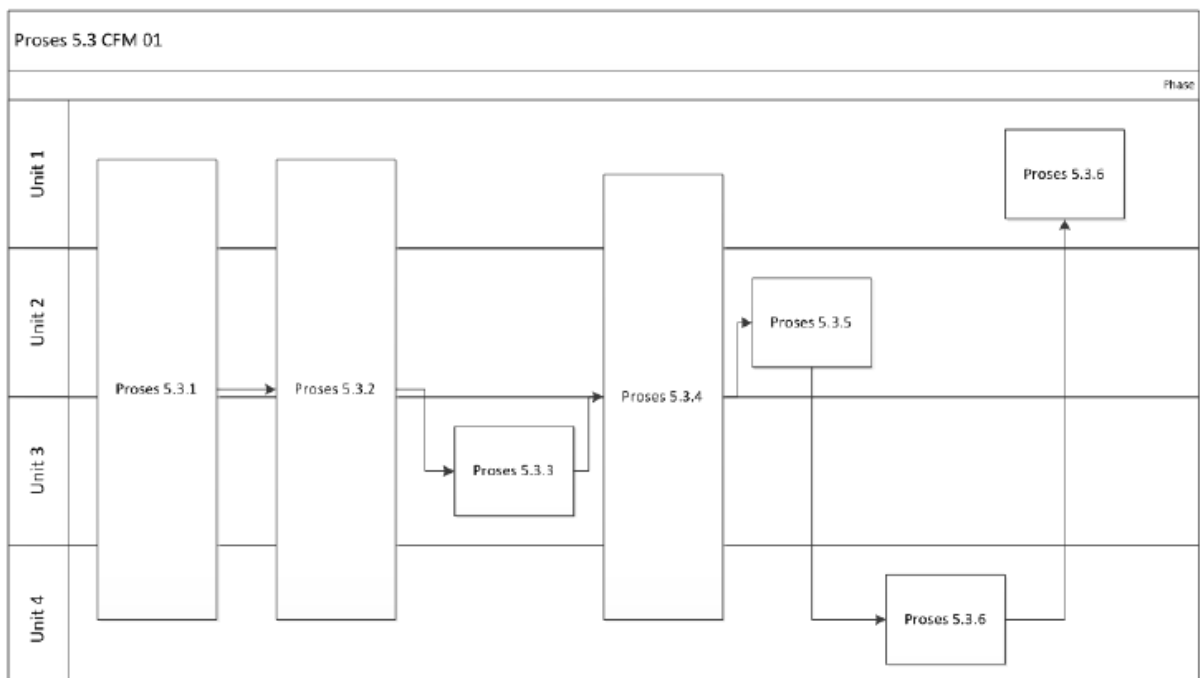 Proses 5.3 CFM 01
Phase
Unit 1
Proses 5.3.6
Unit 2
Proses 5.3.5
Proses 5.3.1
Proses 5.3.2
Proses 5.3.4
Unit 3
Proses 5.3.3
Unit 4
Proses 5.3.6